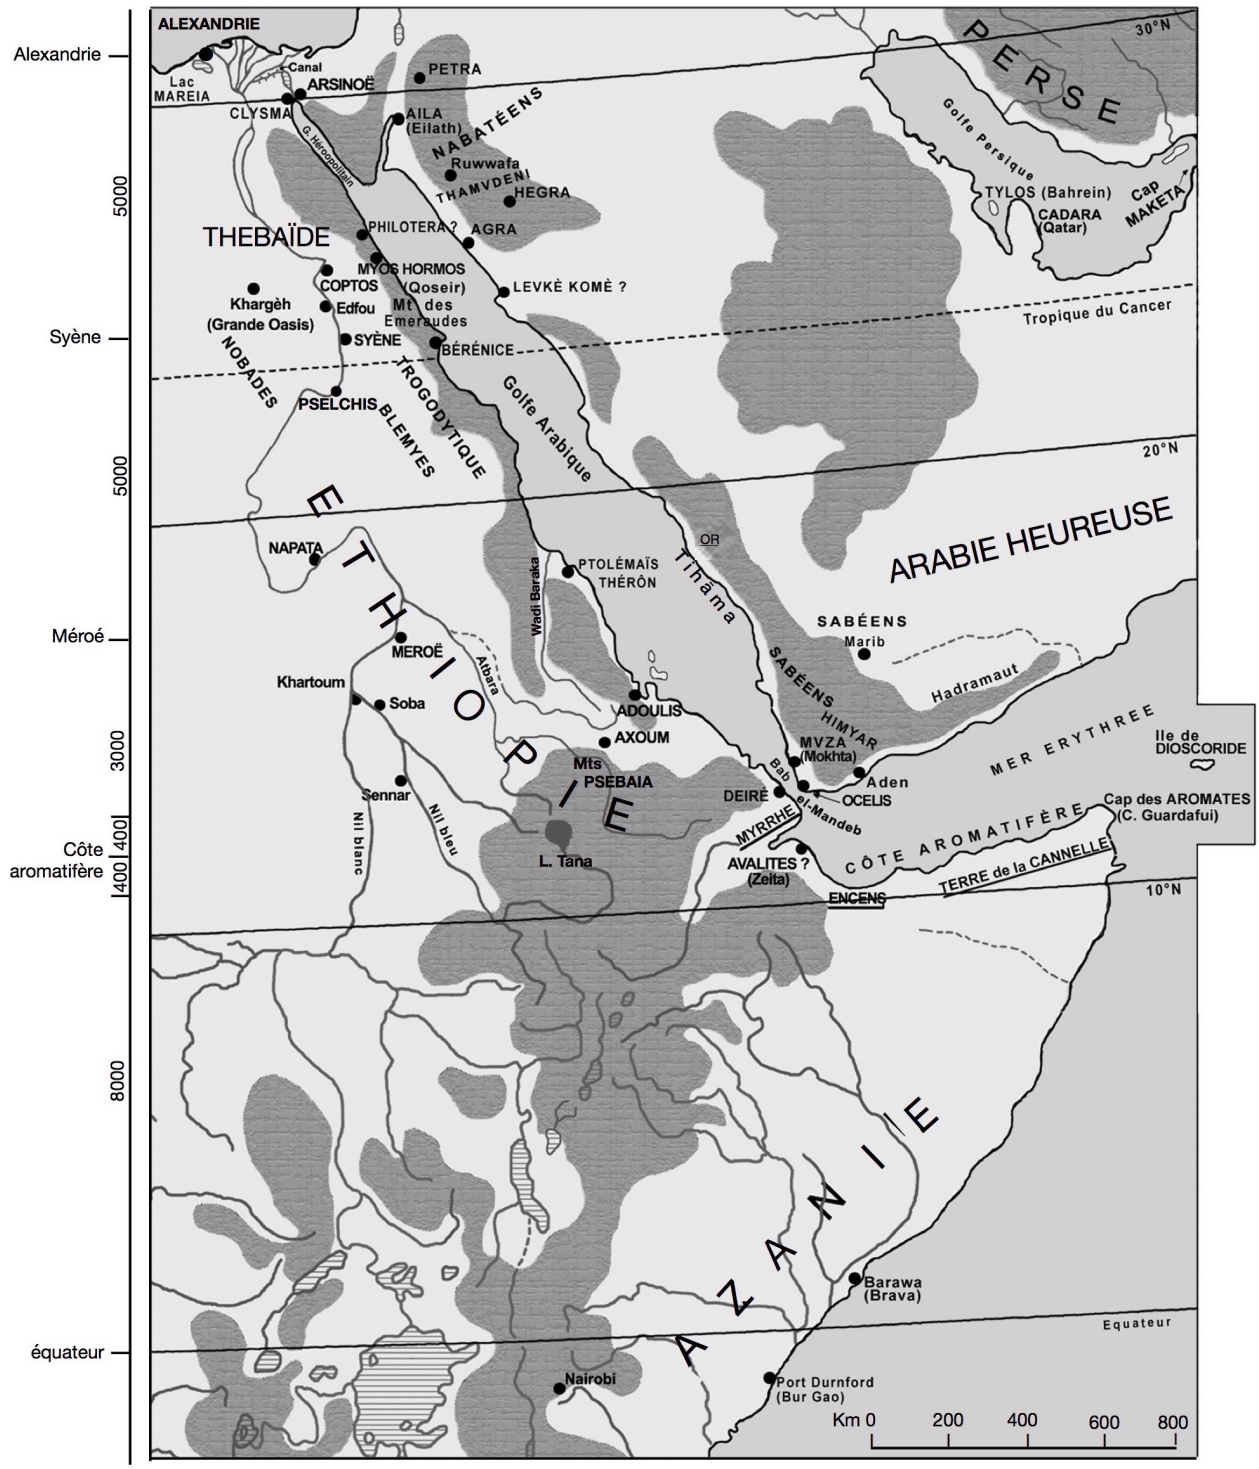 ALEXANDRIE
Alexandrie
Lac
MAREIA
Canal
ARSINOË
CLYSMA
G. Héroopolitain
PETRA
AILA
(Eilath)
NABATÉENS
Ruwwafa
THAMVDENI
HEGRA
AGRA
LEVKÈ KOMÈ ?
PERSE
30°N
Golfe Persique
TYLOS (Bahrein)
CADARA
(Qatar)
Cap
MAKETA
5000
THEBAÏDE
PHILOTERA ?
MYOS HORMOS
(Qoseir)
COPTOS
Khargèh
(Grande Oasis)
Edfou
Mt des
Emeraudes
Syène
SYÈNE
BÉRÉNICE
Tropique du Cancer
NOBADES
PSELCHIS
TROGODYTIQUE
BLEMYES
Golfe Arabique
5000
20°N
ETHIOPIE
NAPATA
OR
Tihäma
ARABIE HEUREUSE
PTOLÉMAÏS
THÉRÔN
Wadi Baraka
Méroé
MEROË
Atbara
SABÉENS
Marib
SABÉENS
HIMYAR
Hadramaut
Khartoum
Soba
ADOULIS
AXOUM
3000
Mts
PSEBAIA
MVZA
(Mokhta)
Aden
OCELIS
Bab el-Mandeb
DEIRÉ
MER ERYTHREE
Ile de
DIOSCORIDE
Sennar
Nil bleu
Nil blanc
L. Tana
MYRRHE
AVALITES ?
(Zeita)
CÔTE AROMATIFÈRE
Cap des AROMATES
(C. Guardafui)
TERRE de la CANNELLE
ENCENS
10°N
400
Côte
aromatifère
400
8000
AZANIE
Barawa
(Brava)
équateur
Equateur
Nairobi
Port Durnford
(Bur Gao)
Km 0 200 400 600 800